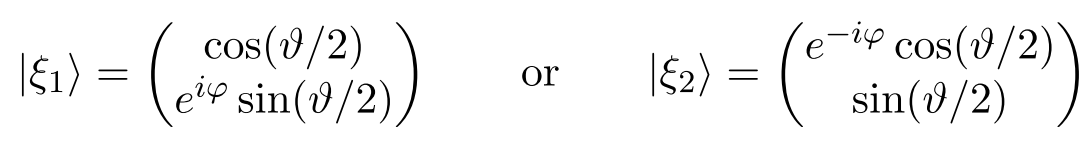 |ξ₁⟩ = (cos(ϑ/2) e^{iφ} sin(ϑ/2)) or |ξ₂⟩ = (e^{−iφ} cos(ϑ/2) sin(ϑ/2))